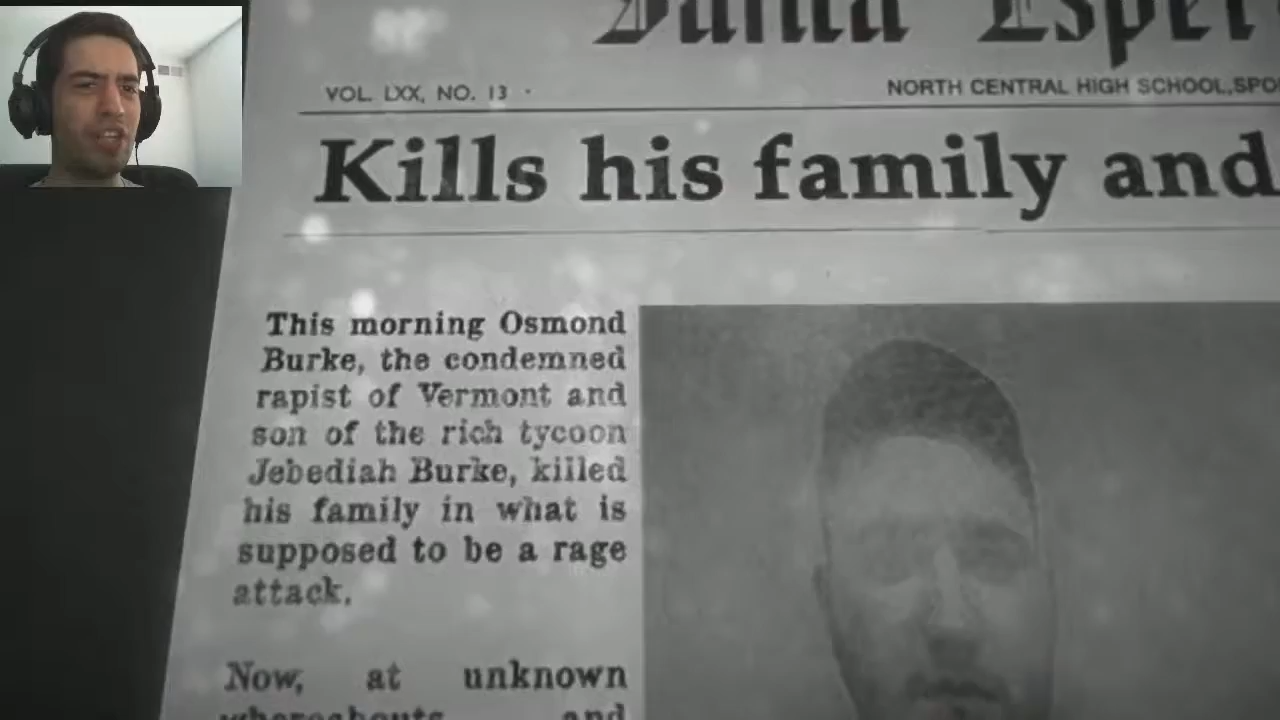 VOL. LXX, NO. 13
NORTH CENTRAL HIGH SCHOOL,
Kills his family and
This morning Osmond
Burke, the condemned
rapist of Vermont and
son of the rich tycoon
Jebediah Burke, killed
his family in what is
supposed to be a rage
attack.
Now, at unknown
and